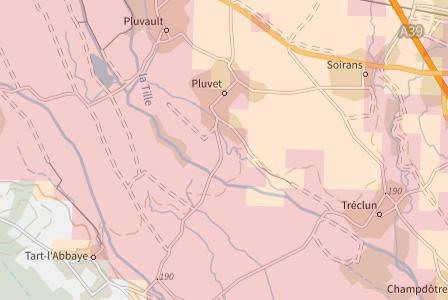 Pluvault
A39
Soirans
Pluvet
la Tille
.190
Tréclun
Tart-l'Abbaye
.190
Champdôtre